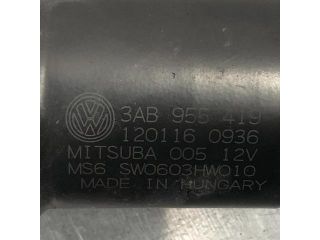 3AB 955 419
120116 0936
MITSUBA 005 12V
MS6 SW0603HW010
MADE IN HUNGARY